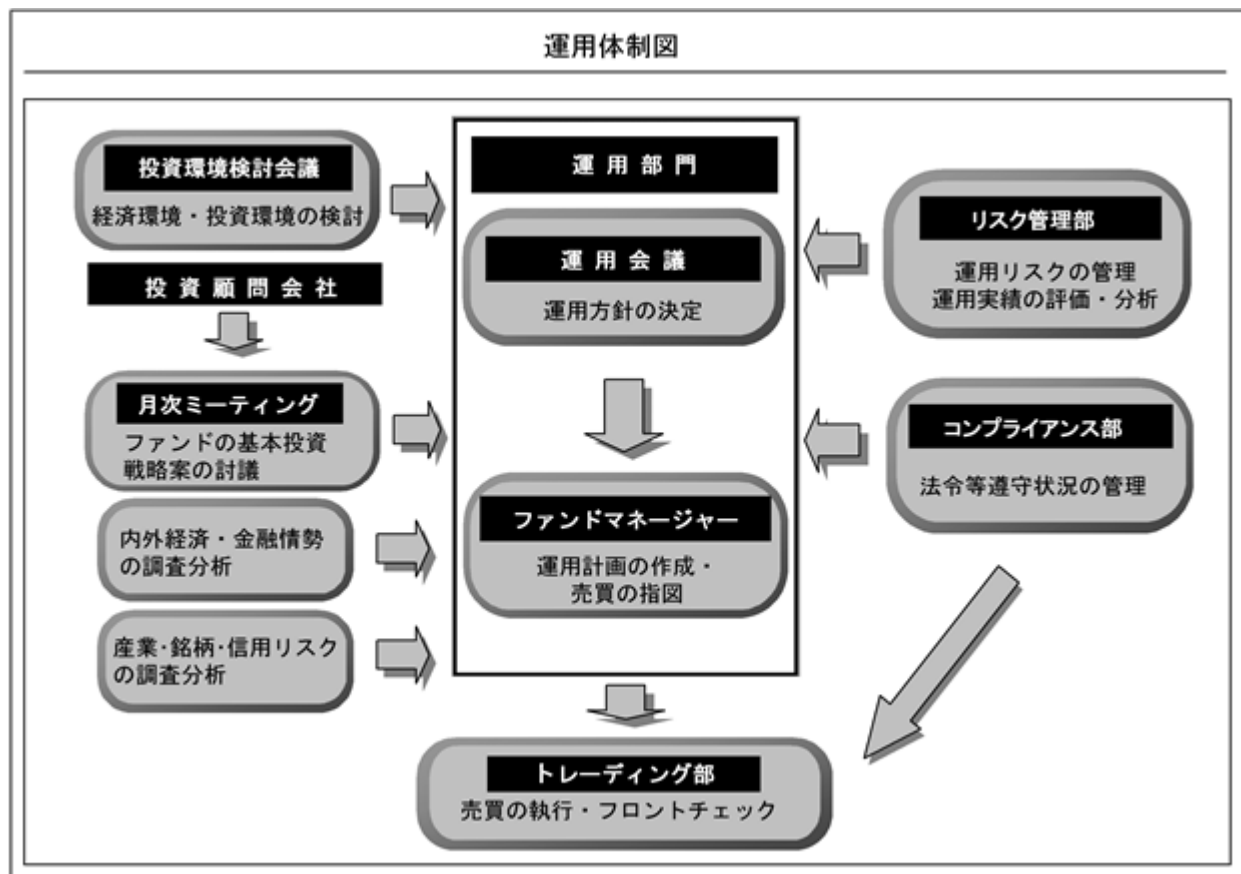 運用体制図
投資環境検討会議
経済環境・投資環境の検討
投資顧問会社
月次ミーティング
ファンドの基本投資
戦略案の討議
内外経済・金融情勢
の調査分析
産業・銘柄・信用リスク
の調査分析
運用部門
運用会議
運用方針の決定
ファンドマネージャー
運用計画の作成・
売買の指図
リスク管理部
運用リスクの管理
運用実績の評価・分析
コンプライアンス部
法令等遵守状況の管理
トレーディング部
売買の執行・フロントチェック